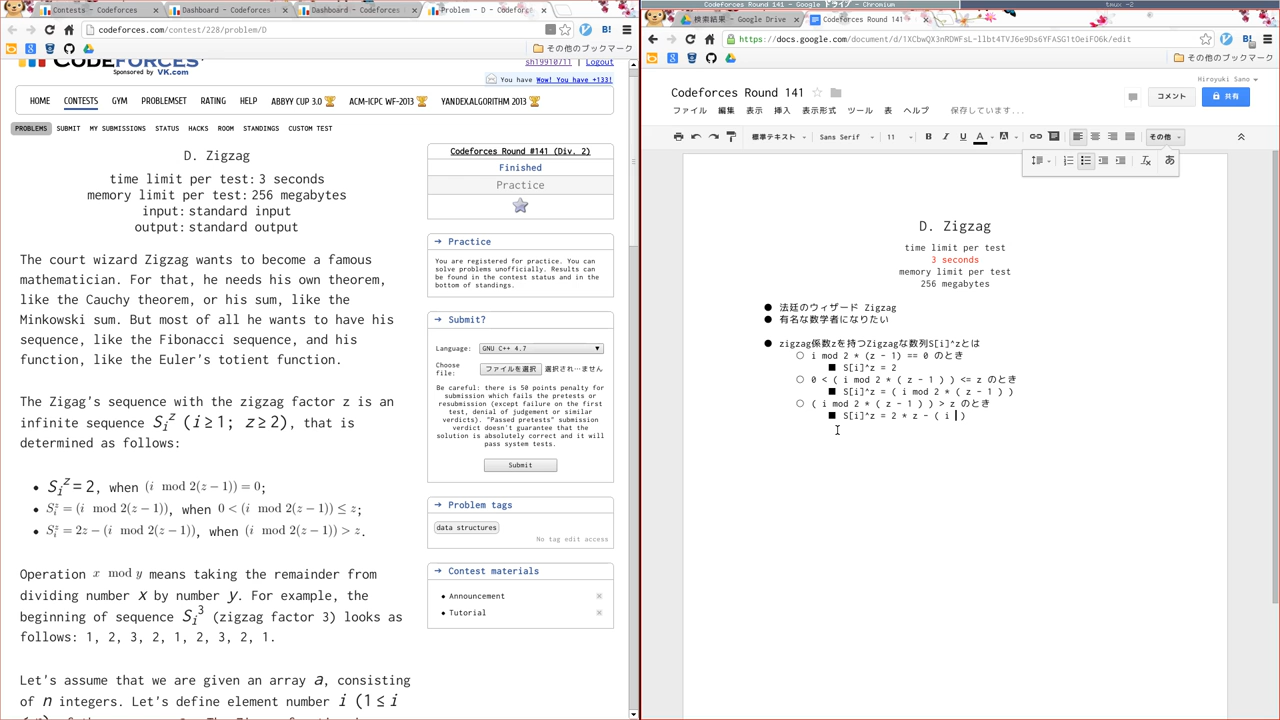 Contests - Codeforces
Dashboard - Codeforces
Dashboard - Codeforces
Problem - D - Codefor
codeforces.com/contest/228/problem/D
その他のブックマーク
CODEFORCES
Sponsored by VK.com
sh19910711 | Logout
You have Wow! You have +133!
HOME CONTESTS GYM PROBLEMSET RATING HELP ABBYY CUP 3.0 ACM-ICPC WF-2013 YANDEXALGORITHM 2013
PROBLEMS SUBMIT MY SUBMISSIONS STATUS HACKS ROOM STANDINGS CUSTOM TEST
D. Zigzag
time limit per test: 3 seconds
memory limit per test: 256 megabytes
input: standard input
output: standard output
The court wizard Zigzag wants to become a famous
mathematician. For that, he needs his own theorem,
like the Cauchy theorem, or his sum, like the
Minkowski sum. But most of all he wants to have his
sequence, like the Fibonacci sequence, and his
function, like the Euler's totient function.
The Zigag's sequence with the zigzag factor z is an
infinite sequence S_i^z (i ≥ 1; z ≥ 2), that is
determined as follows:
• S_i^z = 2, when (i mod 2(z − 1)) = 0;
• S_i^z = (i mod 2(z − 1)), when 0 < (i mod 2(z − 1)) ≤ z;
• S_i^z = 2z − (i mod 2(z − 1)), when (i mod 2(z − 1)) > z.
Operation x mod y means taking the remainder from
dividing number x by number y. For example, the
beginning of sequence S_i^3 (zigzag factor 3) looks as
follows: 1, 2, 3, 2, 1, 2, 3, 2, 1.
Let's assume that we are given an array a, consisting
of n integers. Let's define element number i (1 ≤ i
Codeforces Round #141 (Div. 2)
Finished
Practice
→ Practice
You are registered for practice. You can
solve problems unofficially. Results can
be found in the contest status and in the
bottom of standings.
→ Submit?
Language: GNU C++ 4.7
Choose file: ファイルを選択 選択され…ません
Be careful: there is 50 points penalty for
submission which fails the pretests or
resubmission (except failure on the first
test, denial of judgement or similar
verdicts). "Passed pretests" submission
verdict doesn't guarantee that the
solution is absolutely correct and it will
pass system tests.
Submit
→ Problem tags
data structures
No tag edit access
→ Contest materials
• Announcement
• Tutorial
Codeforces Round 141 - Google ドライブ - Chromium
tmux -2
検索結果 - Google Drive
Codeforces Round 141
https://docs.google.com/document/d/1XCbwQX3nRDWFsL-llbt4TVJ6e9Ds6YFASG1tOeiFO6k/edit
その他のブックマーク
Hiroyuki Sano
Codeforces Round 141
コメント
共有
ファイル 編集 表示 挿入 表示形式 ツール 表 ヘルプ 保存しています...
標準テキスト Sans Serif 11 B I U A A その他
あ
D. Zigzag
time limit per test
3 seconds
memory limit per test
256 megabytes
● 法廷のウィザード Zigzag
● 有名な数学者になりたい
● zigzag係数zを持つZigzagな数列S[i]^zとは
○ i mod 2 * (z - 1) == 0 のとき
■ S[i]^z = 2
○ 0 < ( i mod 2 * ( z - 1 ) ) <= z のとき
■ S[i]^z = ( i mod 2 * ( z - 1 ) )
○ ( i mod 2 * ( z - 1 ) ) > z のとき
■ S[i]^z = 2 * z - ( i )